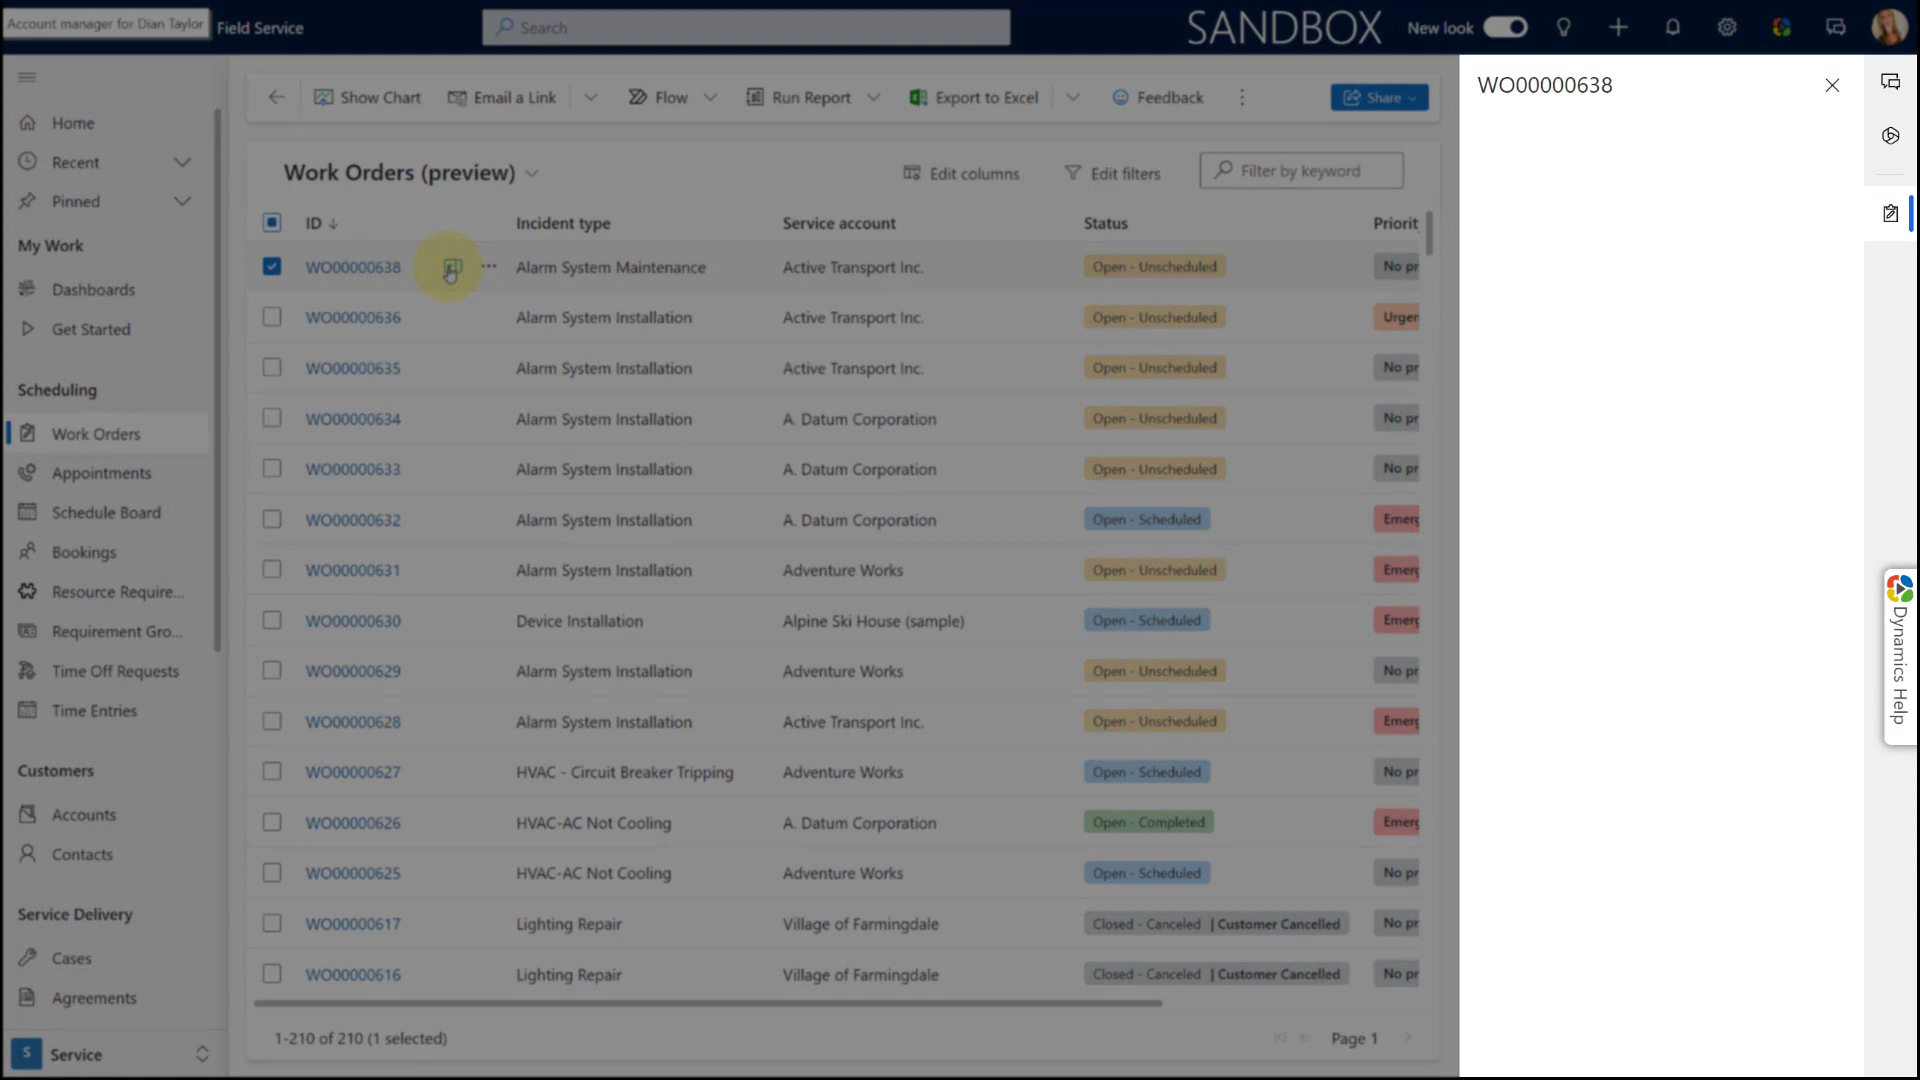 Account manager for Dian Taylor Field Service
Search
SANDBOX
New look
Home
Recent
Pinned
My Work
Dashboards
Get Started
Scheduling
Work Orders
Appointments
Schedule Board
Bookings
Resource Require...
Requirement Gro...
Time Off Requests
Time Entries
Customers
Accounts
Contacts
Service Delivery
Cases
Agreements
S Service
Show Chart Email a Link Flow Run Report Export to Excel Feedback Share
Work Orders (preview) Edit columns Edit filters Filter by keyword
ID Incident type Service account Status Priorit
WO00000638 Alarm System Maintenance Active Transport Inc. Open - Unscheduled No pr
WO00000636 Alarm System Installation Active Transport Inc. Open - Unscheduled Urgen
WO00000635 Alarm System Installation Active Transport Inc. Open - Unscheduled No pr
WO00000634 Alarm System Installation A. Datum Corporation Open - Unscheduled No pr
WO00000633 Alarm System Installation A. Datum Corporation Open - Unscheduled No pr
WO00000632 Alarm System Installation A. Datum Corporation Open - Scheduled Emerg
WO00000631 Alarm System Installation Adventure Works Open - Unscheduled Emerg
WO00000630 Device Installation Alpine Ski House (sample) Open - Scheduled Emerg
WO00000629 Alarm System Installation Adventure Works Open - Unscheduled No pr
WO00000628 Alarm System Installation Active Transport Inc. Open - Unscheduled Emerg
WO00000627 HVAC - Circuit Breaker Tripping Adventure Works Open - Scheduled No pr
WO00000626 HVAC-AC Not Cooling A. Datum Corporation Open - Completed Emerg
WO00000625 HVAC-AC Not Cooling Adventure Works Open - Scheduled No pr
WO00000617 Lighting Repair Village of Farmingdale Closed - Canceled | Customer Cancelled No pr
WO00000616 Lighting Repair Village of Farmingdale Closed - Canceled | Customer Cancelled No pr
1-210 of 210 (1 selected) Page 1
WO00000638
Dynamics Help